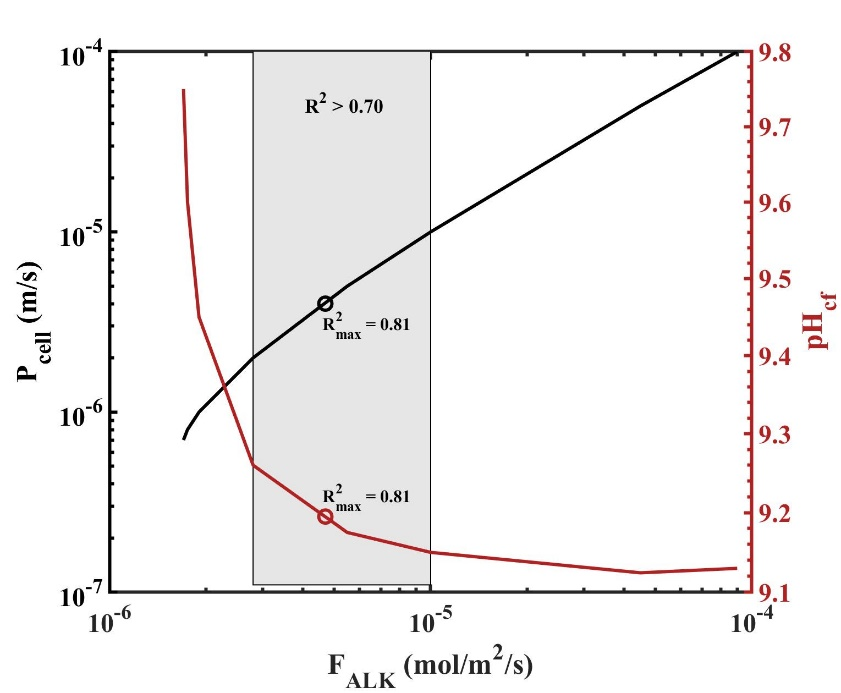 10^-4
10^-5
10^-6
10^-7
P_cell (m/s)
R^2 > 0.70
R^2_max = 0.81
R^2_max = 0.81
9.8
9.7
9.6
9.5
9.4
9.3
9.2
9.1
pH_cf
10^-6
10^-5
10^-4
F_ALK (mol/m^2/s)